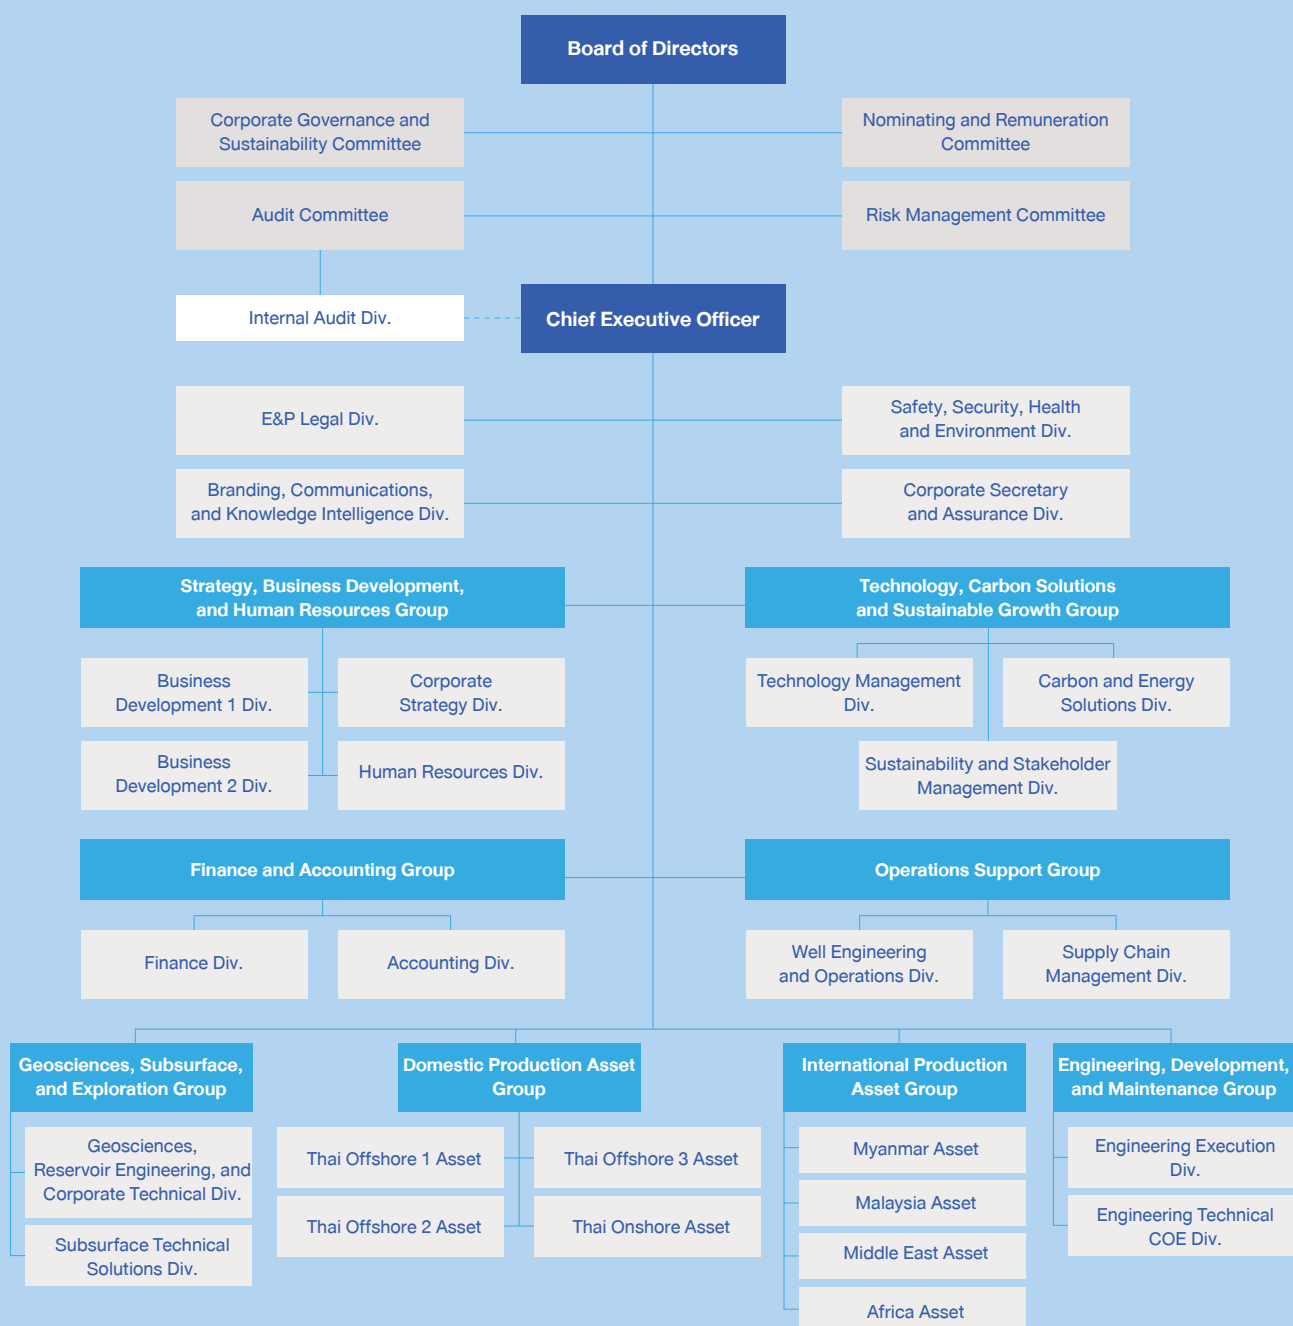 Board of Directors
Corporate Governance and
Sustainability Committee
Nominating and Remuneration
Committee
Audit Committee
Risk Management Committee
Internal Audit Div.
Chief Executive Officer
E&P Legal Div.
Safety, Security, Health
and Environment Div.
Branding, Communications,
and Knowledge Intelligence Div.
Corporate Secretary
and Assurance Div.
Strategy, Business Development,
and Human Resources Group
Technology, Carbon Solutions
and Sustainable Growth Group
Business
Development 1 Div.
Corporate
Strategy Div.
Technology Management
Div.
Carbon and Energy
Solutions Div.
Business
Development 2 Div.
Human Resources Div.
Sustainability and Stakeholder
Management Div.
Finance and Accounting Group
Operations Support Group
Finance Div.
Accounting Div.
Well Engineering
and Operations Div.
Supply Chain
Management Div.
Geosciences, Subsurface,
and Exploration Group
Domestic Production Asset
Group
International Production
Asset Group
Engineering, Development,
and Maintenance Group
Geosciences,
Reservoir Engineering, and
Corporate Technical Div.
Subsurface Technical
Solutions Div.
Thai Offshore 1 Asset
Thai Offshore 3 Asset
Thai Offshore 2 Asset
Thai Onshore Asset
Myanmar Asset
Malaysia Asset
Middle East Asset
Africa Asset
Engineering Execution
Div.
Engineering Technical
COE Div.